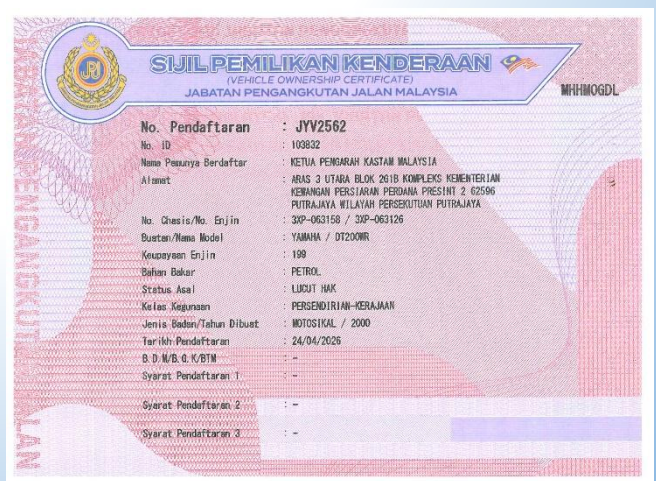 SIJIL PEMILIKAN KENDERAAN
(VEHICLE OWNERSHIP CERTIFICATE)
JABATAN PENGANGKUTAN JALAN MALAYSIA
MHHMOGDL
No. Pendaftaran : JYV2562
No. ID : 103832
Nama Pemunya Berdaftar : KETUA PENGARAH KASTAM MALAYSIA
Alamat : ARAS 3 UTARA BLOK 2G1B KOMPLEKS KEMENTERIAN
KEWANGAN PERSIARAN PERDANA PRESINT 2 62596
PUTRAJAYA WILAYAH PERSEKUTUAN PUTRAJAYA
No. Chasis/No. Enjin : 3XP-063158 / 3XP-063126
Buatan/Nama Model : YAMAHA / DT200WR
Keupayaan Enjin : 199
Bahan Bakar : PETROL
Status Asal : LUCUT HAK
Kelas Kegunaan : PERSENDIRIAN-KERAJAAN
Jenis Badan/Tahun Dibuat : MOTOSIKAL / 2000
Tarikh Pendaftaran : 24/04/2026
B.D.M/B.G.K/BTM : -
Syarat Pendaftaran 1 : -
Syarat Pendaftaran 2 : -
Syarat Pendaftaran 3 : -